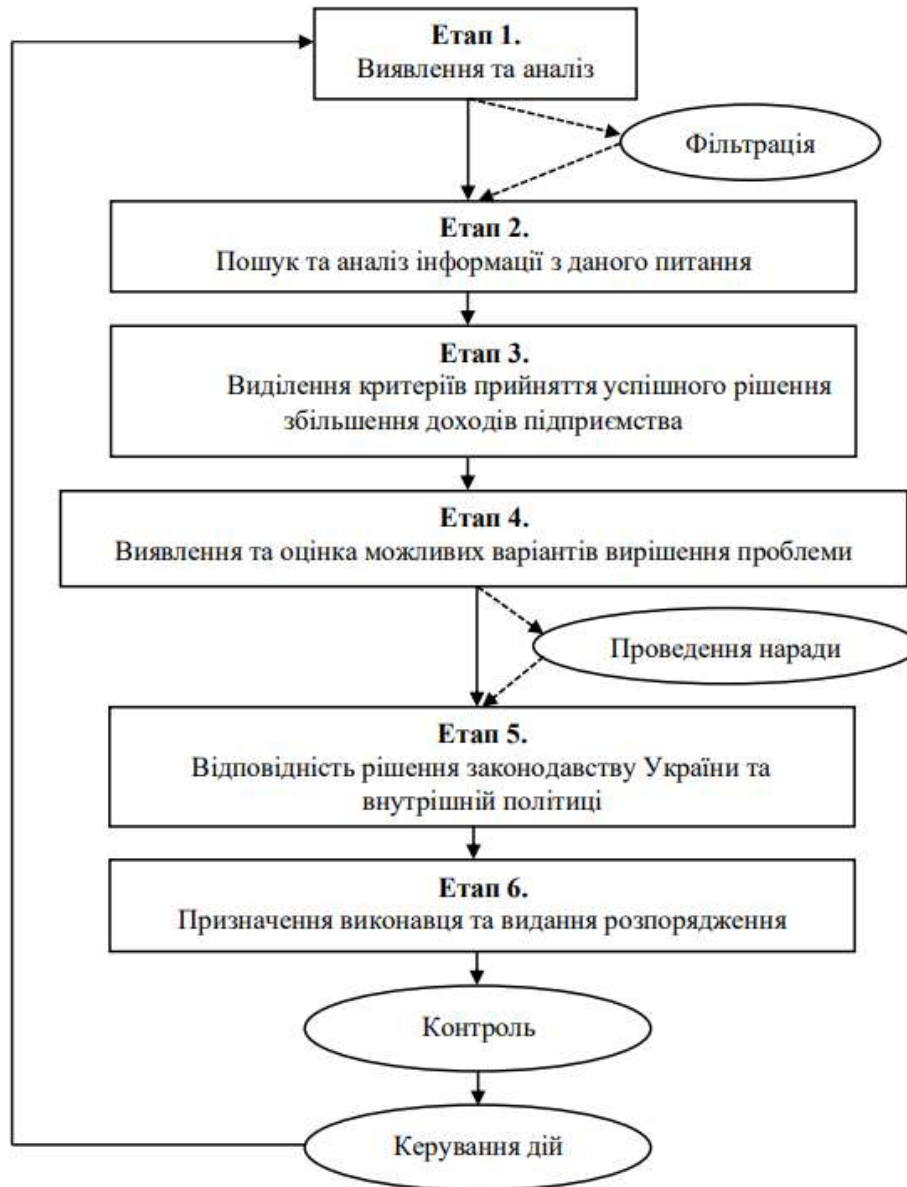 Етап 1.
Виявлення та аналіз
Фільтрація
Етап 2.
Пошук та аналіз інформації з даного питання
Етап 3.
Виділення критеріїв прийняття успішного рішення
збільшення доходів підприємства
Етап 4.
Виявлення та оцінка можливих варіантів вирішення проблеми
Проведення наради
Етап 5.
Відповідність рішення законодавству України та
внутрішній політиці
Етап 6.
Призначення виконавця та видання розпорядження
Контроль
Керування дій